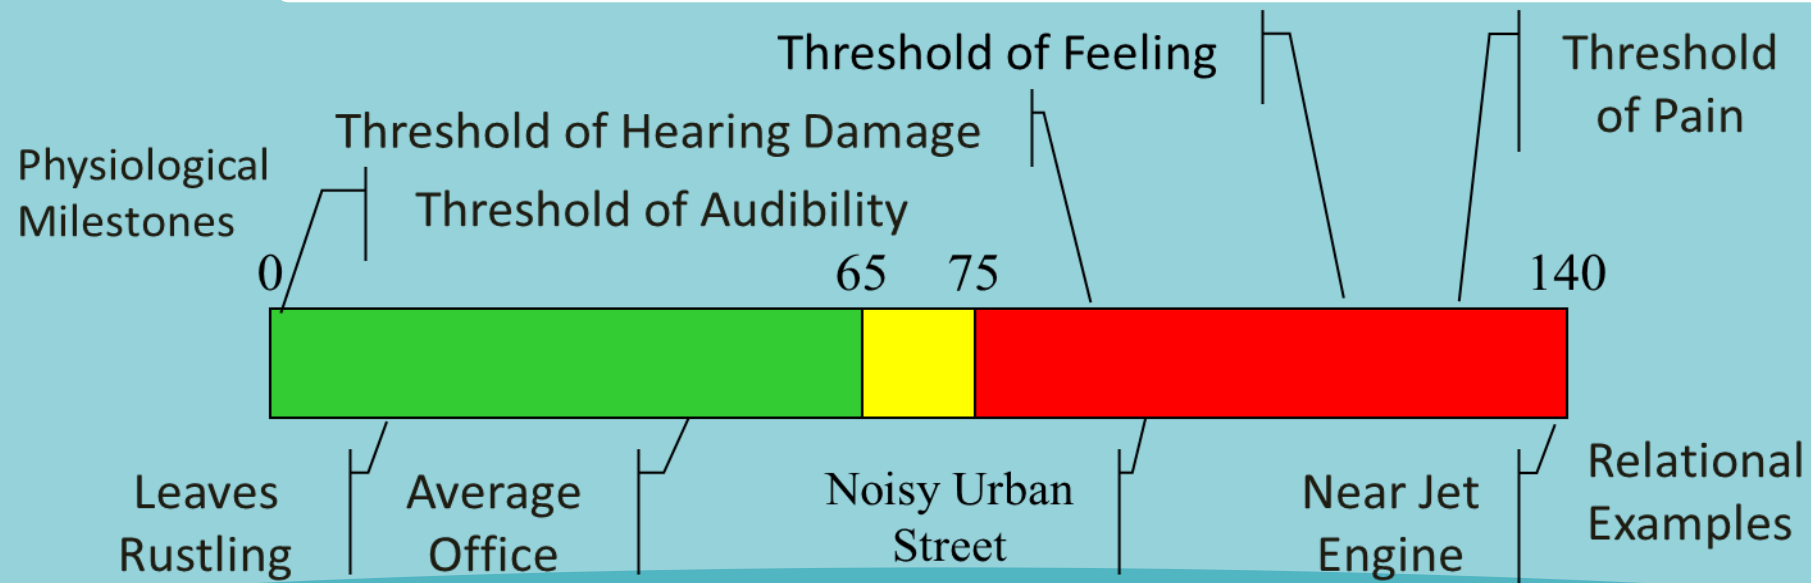 Threshold of Feeling
Threshold
of Pain
Threshold of Hearing Damage
Physiological
Milestones
Threshold of Audibility
0
65
75
140
Leaves
Rustling
Average
Office
Noisy Urban
Street
Near Jet
Engine
Relational
Examples